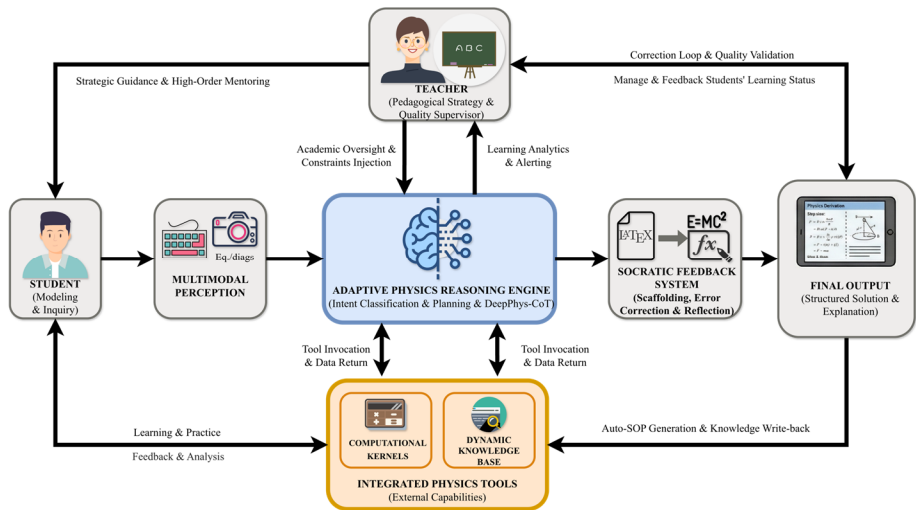 ABC
TEACHER
(Pedagogical Strategy &
Quality Supervisor)
Strategic Guidance & High-Order Mentoring
Correction Loop & Quality Validation
Manage & Feedback Students' Learning Status
Academic Oversight &
Constraints Injection
Learning Analytics
& Alerting
STUDENT
(Modeling
& Inquiry)
Eq./diags
MULTIMODAL
PERCEPTION
ADAPTIVE PHYSICS REASONING ENGINE
(Intent Classification & Planning & DeepPhys-CoT)
LATEX
E=MC²
fx
SOCRATIC FEEDBACK
SYSTEM
(Scaffolding, Error
Correction & Reflection)
Physics Derivation
FINAL OUTPUT
(Structured Solution &
Explanation)
Tool Invocation
& Data Return
Tool Invocation
& Data Return
Learning & Practice
Feedback & Analysis
COMPUTATIONAL
KERNELS
DYNAMIC
KNOWLEDGE
BASE
INTEGRATED PHYSICS TOOLS
(External Capabilities)
Auto-SOP Generation & Knowledge Write-back